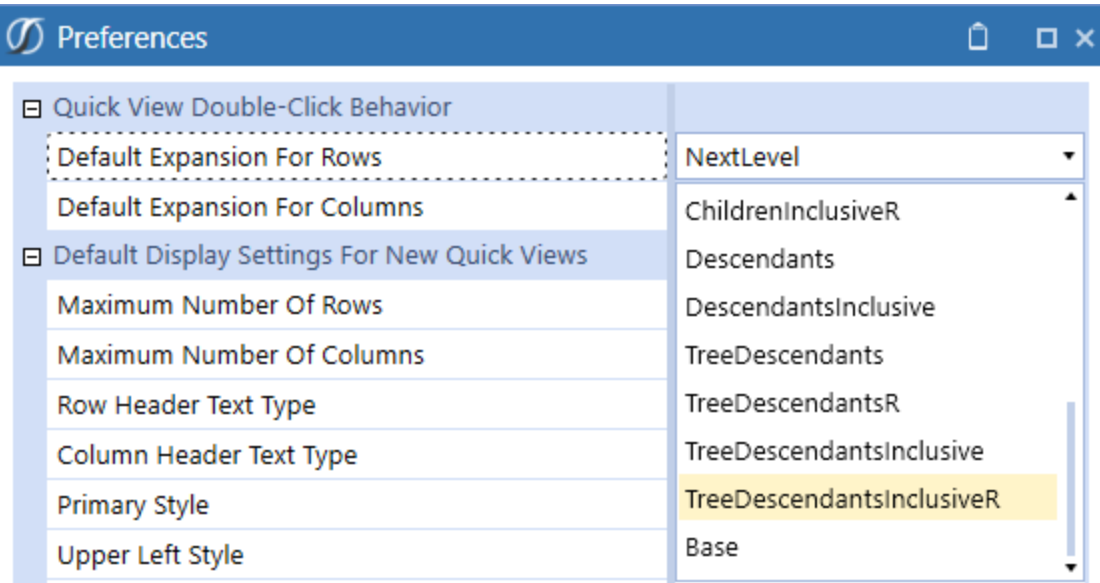 Preferences
Quick View Double-Click Behavior
Default Expansion For Rows
NextLevel
Default Expansion For Columns
ChildrenInclusiveR
Default Display Settings For New Quick Views
Descendants
Maximum Number Of Rows
DescendantsInclusive
Maximum Number Of Columns
TreeDescendants
Row Header Text Type
TreeDescendantsR
Column Header Text Type
TreeDescendantsInclusive
Primary Style
TreeDescendantsInclusiveR
Upper Left Style
Base